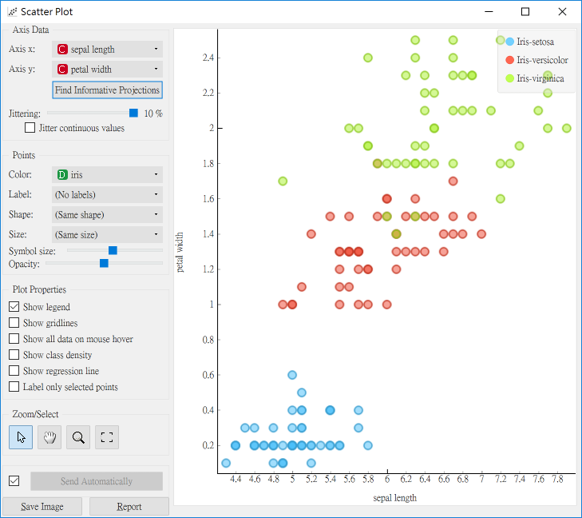 Scatter Plot
Axis Data
Axis x: C sepal length
Axis y: C petal width
Find Informative Projections
Jittering: 10 %
Jitter continuous values
Points
Color: D iris
Label: (No labels)
Shape: (Same shape)
Size: (Same size)
Symbol size:
Opacity:
Plot Properties
Show legend
Show gridlines
Show all data on mouse hover
Show class density
Show regression line
Label only selected points
Zoom/Select
Send Automatically
Save Image Report
petal width
2.4
2.2
2
1.8
1.6
1.4
1.2
1
0.8
0.6
0.4
0.2
4.4 4.6 4.8 5 5.2 5.4 5.6 5.8 6 6.2 6.4 6.6 6.8 7 7.2 7.4 7.6 7.8
sepal length
Iris-setosa
Iris-versicolor
Iris-virginica